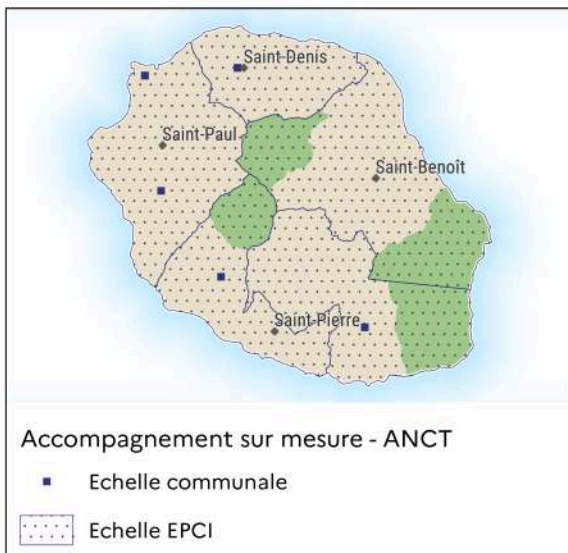 Saint-Denis
Saint-Paul
Saint-Benoît
Saint-Pierre
Accompagnement sur mesure - ANCT
Echelle communale
Echelle EPCI